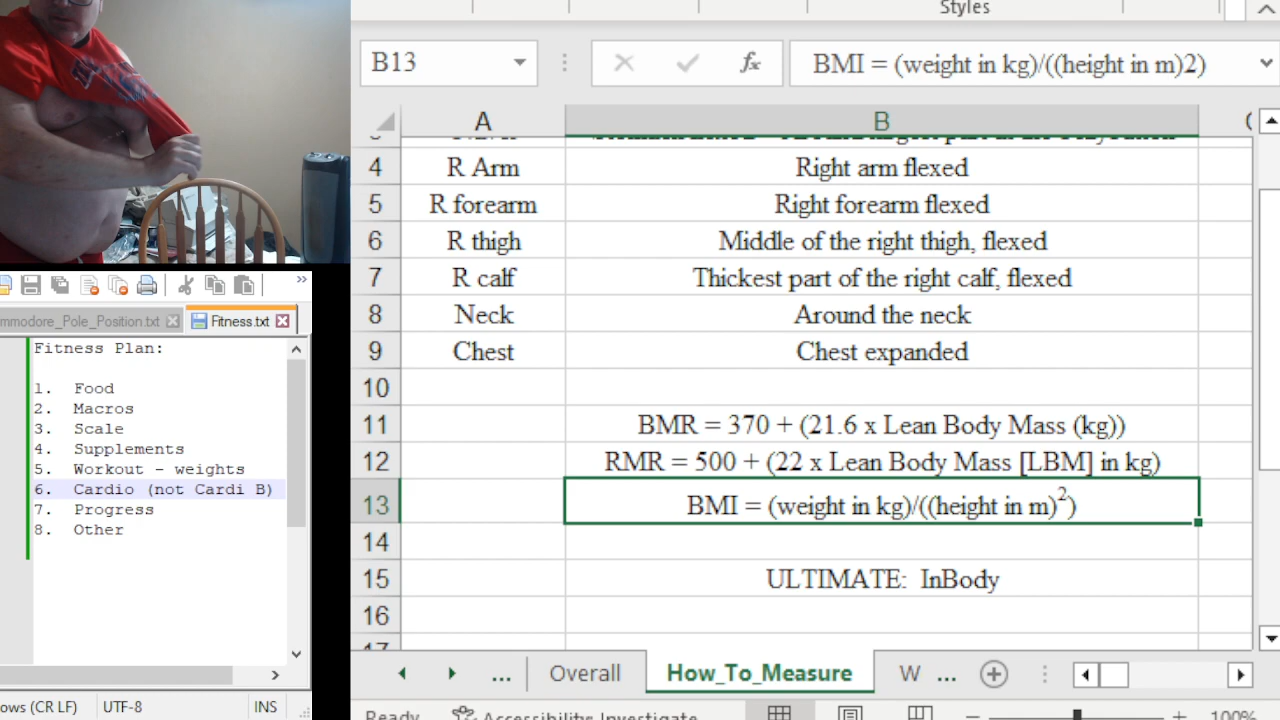 Styles
B13
fx
BMI = (weight in kg)/((height in m)2)
A
B
4
R Arm
Right arm flexed
5
R forearm
Right forearm flexed
6
R thigh
Middle of the right thigh, flexed
7
R calf
Thickest part of the right calf, flexed
8
Neck
Around the neck
9
Chest
Chest expanded
10
11
BMR = 370 + (21.6 x Lean Body Mass (kg))
12
RMR = 500 + (22 x Lean Body Mass [LBM] in kg)
13
BMI = (weight in kg)/((height in m)²)
14
15
ULTIMATE: InBody
16
... Overall How_To_Measure W ...
Ready
Accessibility: Investigate
100%
mmodore_Pole_Position.txt
Fitness.txt
Fitness Plan:
1. Food
2. Macros
3. Scale
4. Supplements
5. Workout - weights
6. Cardio (not Cardi B)
7. Progress
8. Other
ows (CR LF)
UTF-8
INS